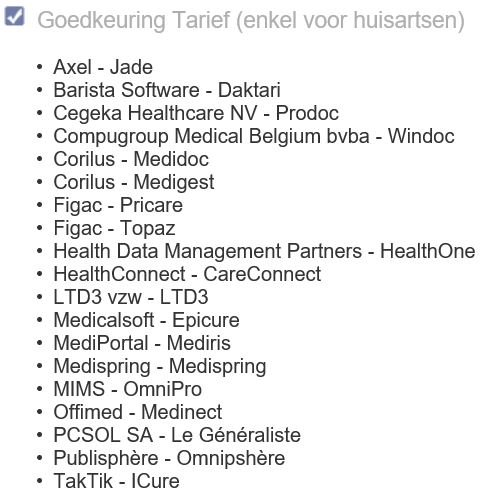 Goedkeuring Tarief (enkel voor huisartsen)
• Axel - Jade
• Barista Software - Daktari
• Cegeka Healthcare NV - Prodoc
• Compugroup Medical Belgium bvba - Windoc
• Corilus - Medidoc
• Corilus - Medigest
• Figac - Pricare
• Figac - Topaz
• Health Data Management Partners - HealthOne
• HealthConnect - CareConnect
• LTD3 vzw - LTD3
• Medicalsoft - Epicure
• MediPortal - Mediris
• Medispring - Medispring
• MIMS - OmniPro
• Offimed - Medinect
• PCSOL SA - Le Généraliste
• Publisphère - Omnipshère
• TakTik - ICure